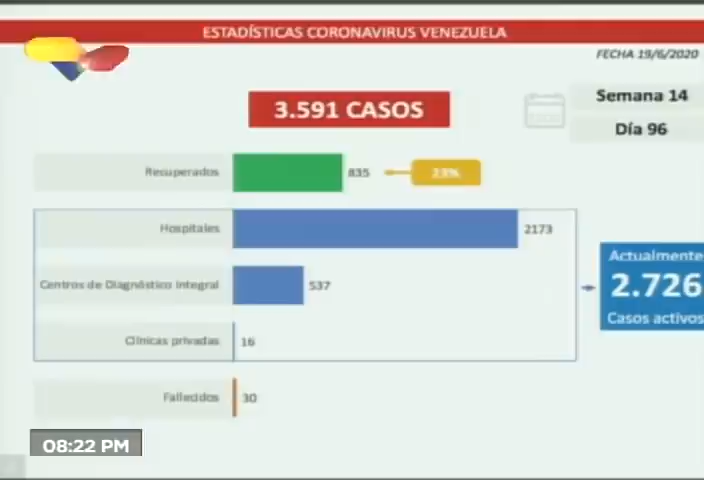 ESTADÍSTICAS CORONAVIRUS VENEZUELA
FECHA 19/6/2020
3.591 CASOS
Semana 14
Día 96
Recuperados 835 23%
Hospitales 2173
Centros de Diagnóstico Integral 537
Clínicas privadas 16
Actualmente
2.726
Casos activos
Fallecidos 30
08:22 PM